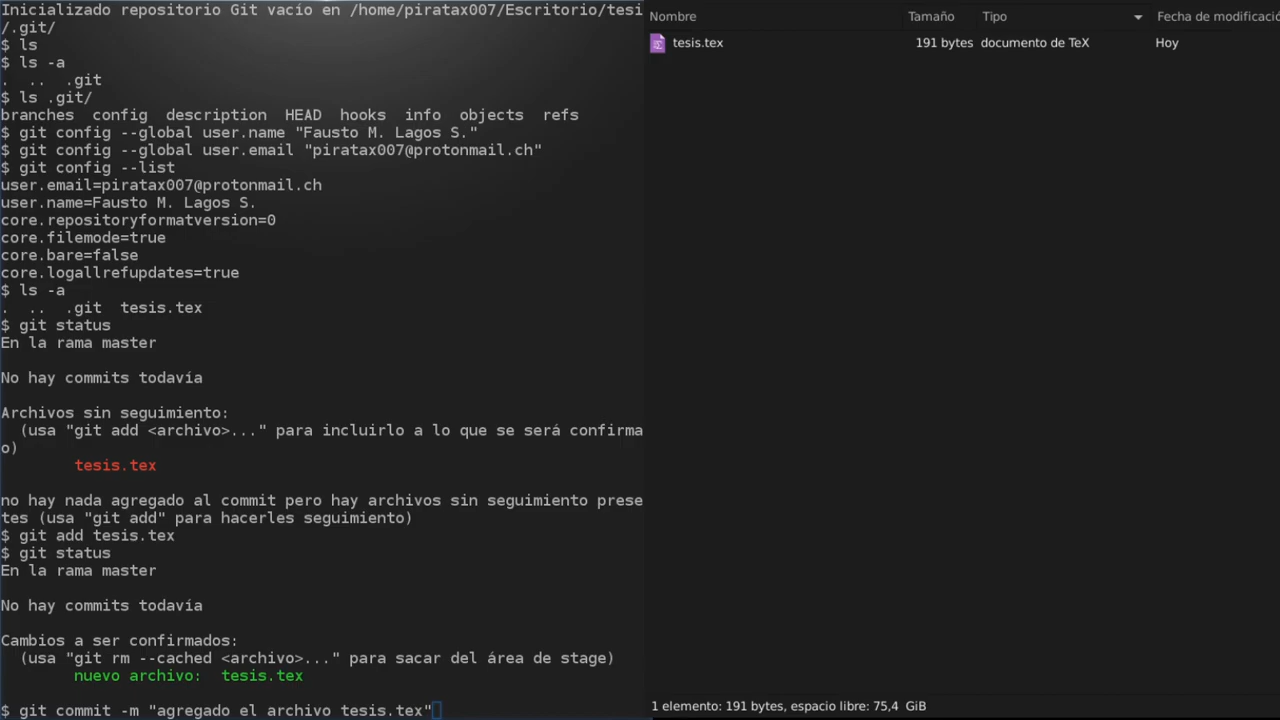 Inicializado repositorio Git vacío en /home/piratax007/Escritorio/tesi
/.git/
$ ls
$ ls -a
.  ..  .git
$ ls .git/
branches  config  description  HEAD  hooks  info  objects  refs
$ git config --global user.name "Fausto M. Lagos S."
$ git config --global user.email "piratax007@protonmail.ch"
$ git config --list
user.email=piratax007@protonmail.ch
user.name=Fausto M. Lagos S.
core.repositoryformatversion=0
core.filemode=true
core.bare=false
core.logallrefupdates=true
$ ls -a
.  ..  .git  tesis.tex
$ git status
En la rama master
No hay commits todavía
Archivos sin seguimiento:
  (usa "git add <archivo>..." para incluirlo a lo que se será confirma
o)
        tesis.tex
no hay nada agregado al commit pero hay archivos sin seguimiento prese
tes (usa "git add" para hacerles seguimiento)
$ git add tesis.tex
$ git status
En la rama master
No hay commits todavía
Cambios a ser confirmados:
  (usa "git rm --cached <archivo>..." para sacar del área de stage)
        nuevo archivo:  tesis.tex
$ git commit -m "agregado el archivo tesis.tex"
Nombre Tamaño Tipo Fecha de modificació
tesis.tex 191 bytes documento de TeX Hoy
1 elemento: 191 bytes, espacio libre: 75,4 GiB